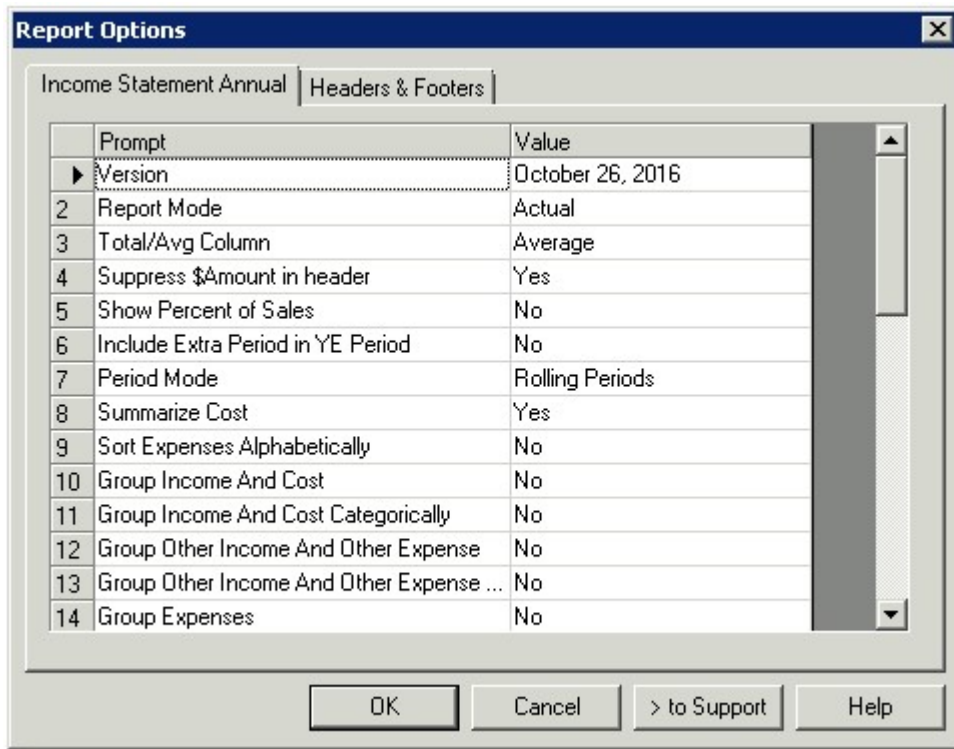 Report Options
Income Statement Annual Headers & Footers
Prompt Value
Version October 26, 2016
2 Report Mode Actual
3 Total/Avg Column Average
4 Suppress $Amount in header Yes
5 Show Percent of Sales No
6 Include Extra Period in YE Period No
7 Period Mode Rolling Periods
8 Summarize Cost Yes
9 Sort Expenses Alphabetically No
10 Group Income And Cost No
11 Group Income And Cost Categorically No
12 Group Other Income And Other Expense No
13 Group Other Income And Other Expense ... No
14 Group Expenses No
OK Cancel > to Support Help